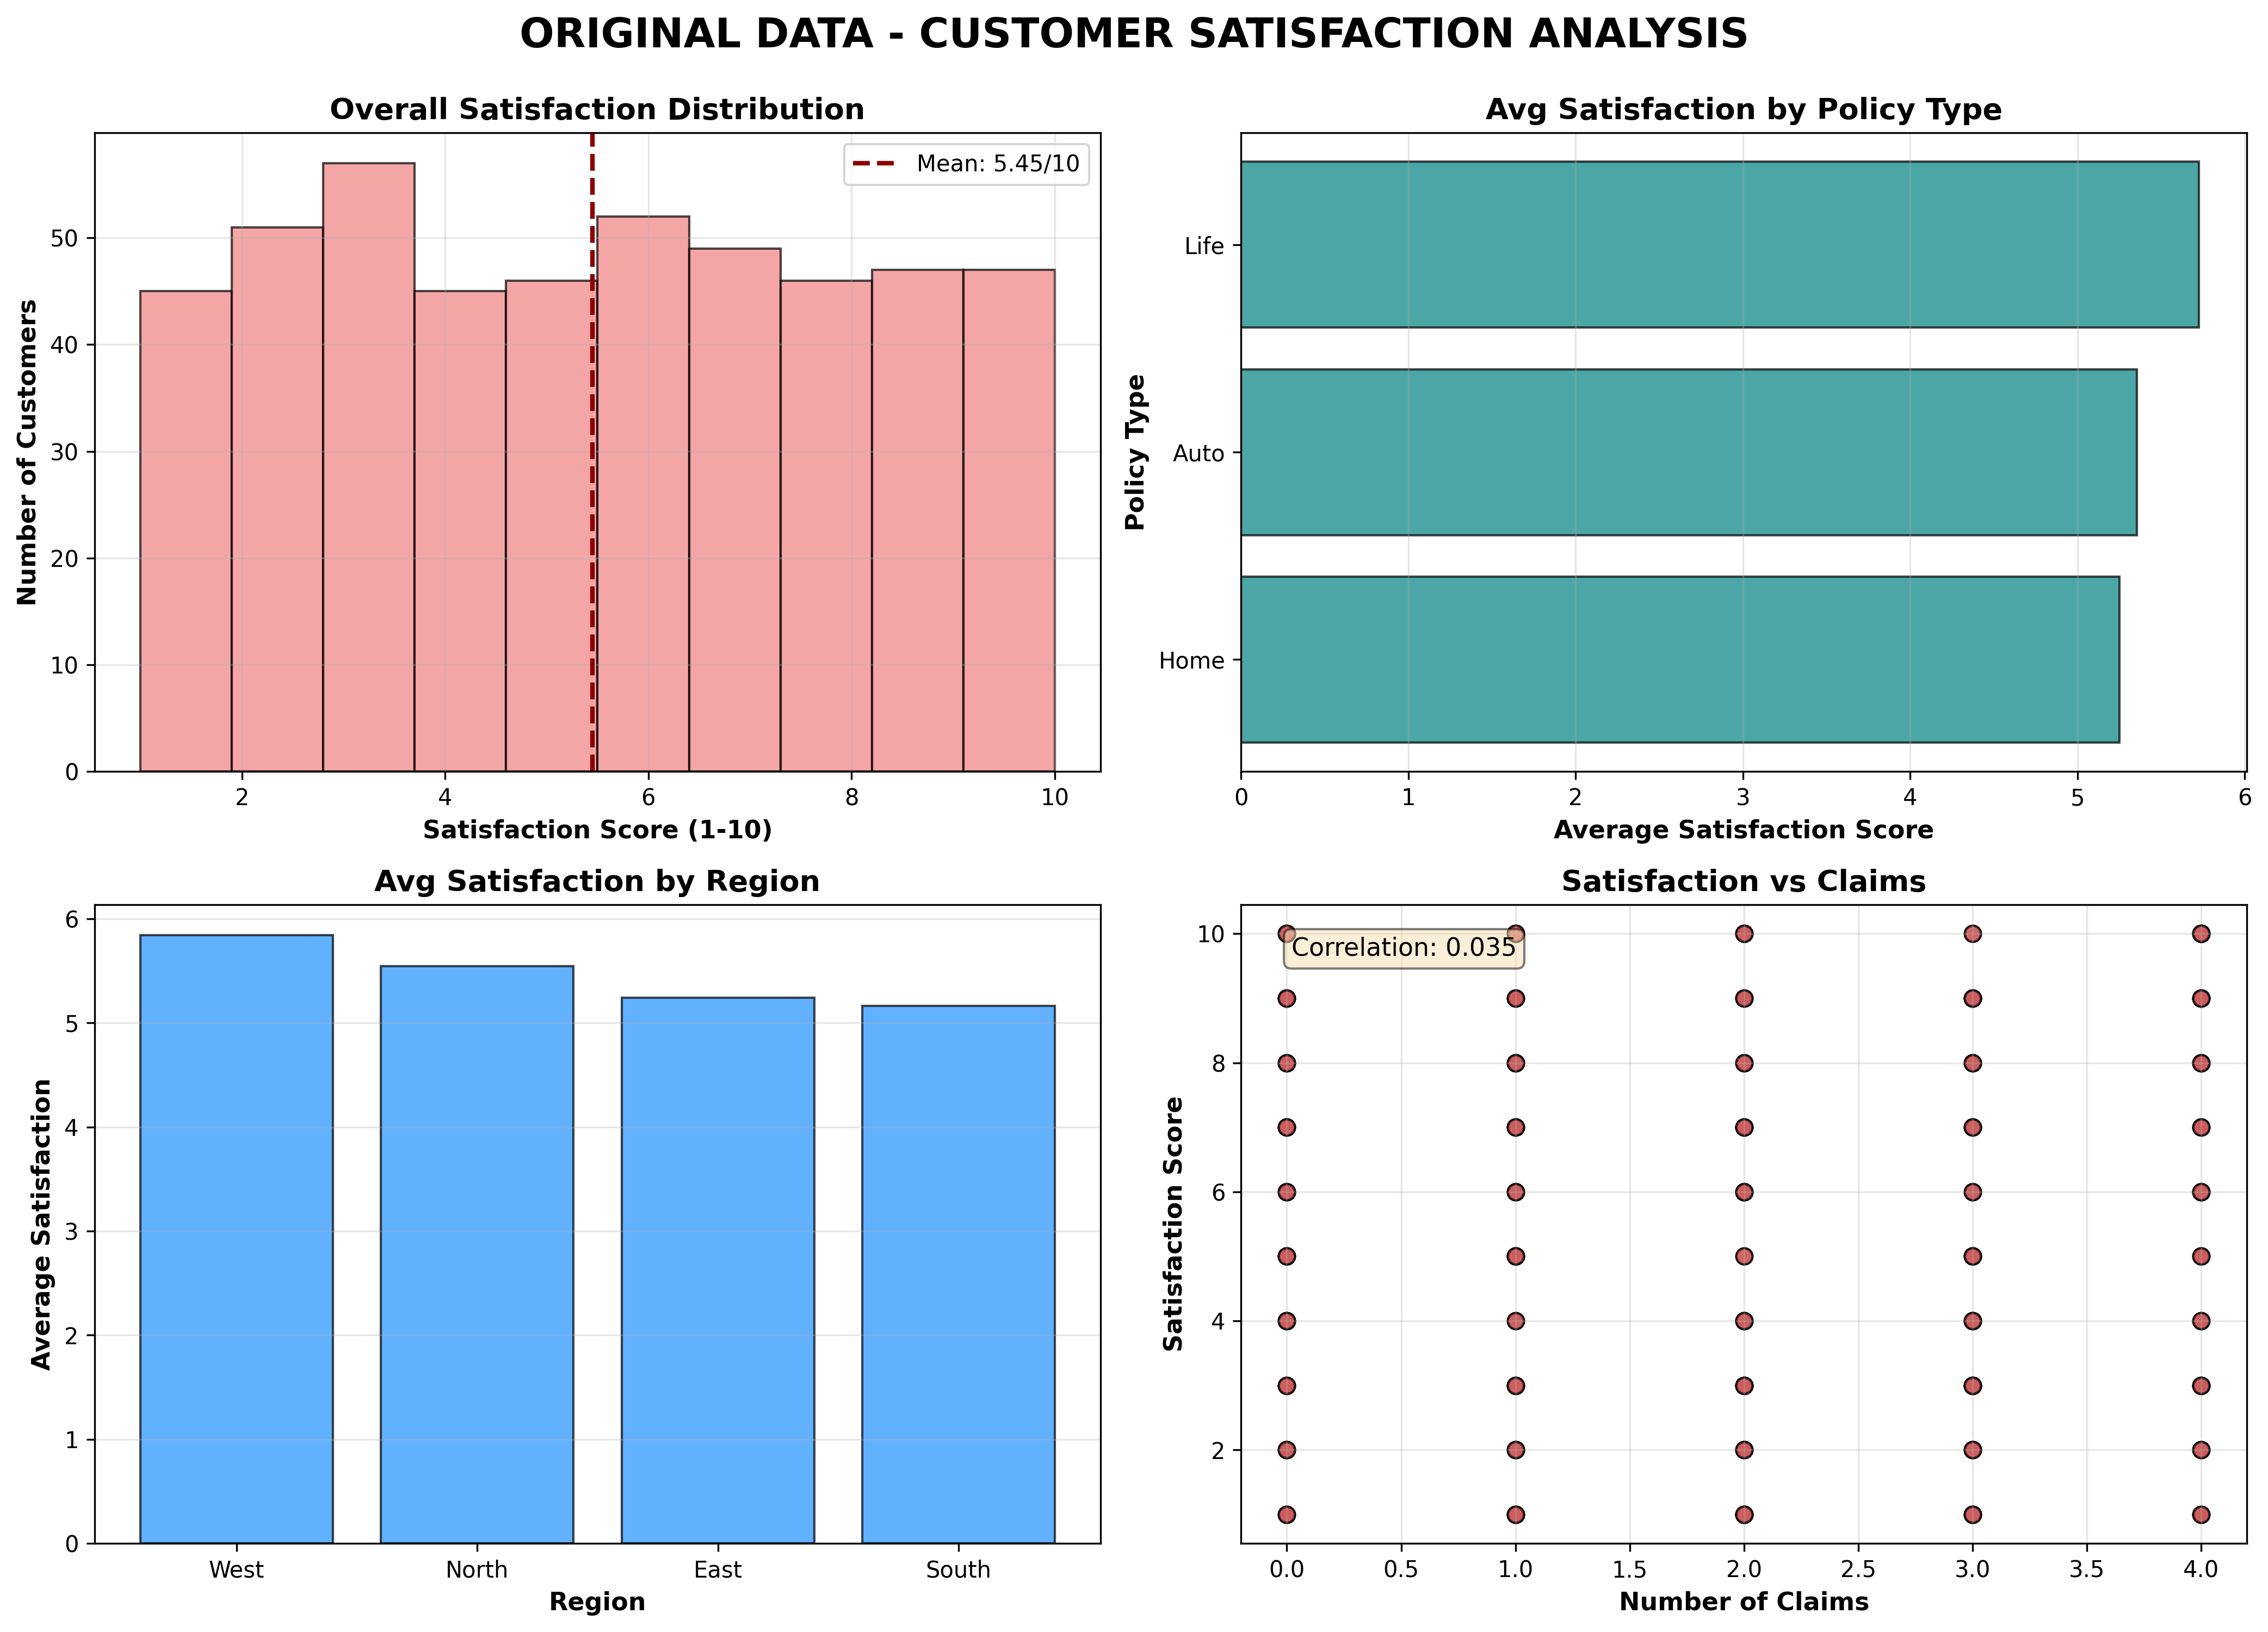 ORIGINAL DATA - CUSTOMER SATISFACTION ANALYSIS
Overall Satisfaction Distribution
Mean: 5.45/10
Number of Customers
50
40
30
20
10
0
2
4
6
8
10
Satisfaction Score (1-10)
Avg Satisfaction by Policy Type
Policy Type
Life
Auto
Home
0
1
2
3
4
5
6
Average Satisfaction Score
Avg Satisfaction by Region
Average Satisfaction
6
5
4
3
2
1
0
West
North
East
South
Region
Satisfaction vs Claims
Correlation: 0.035
Satisfaction Score
10
8
6
4
2
0.0
0.5
1.0
1.5
2.0
2.5
3.0
3.5
4.0
Number of Claims